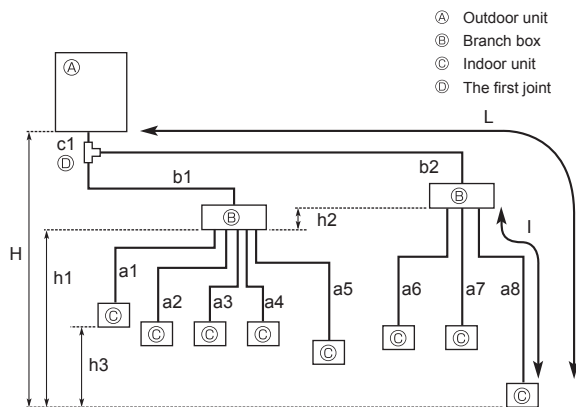 Ⓐ Outdoor unit
Ⓑ Branch box
Ⓒ Indoor unit
Ⓓ The first joint
Ⓐ
L
c1
Ⓓ
b2
b1
Ⓑ
Ⓑ
h2
l
H
h1
a1
a2
a3
a4
a5
a6
a7
a8
Ⓒ
Ⓒ
Ⓒ
Ⓒ
Ⓒ
Ⓒ
Ⓒ
h3
Ⓒ